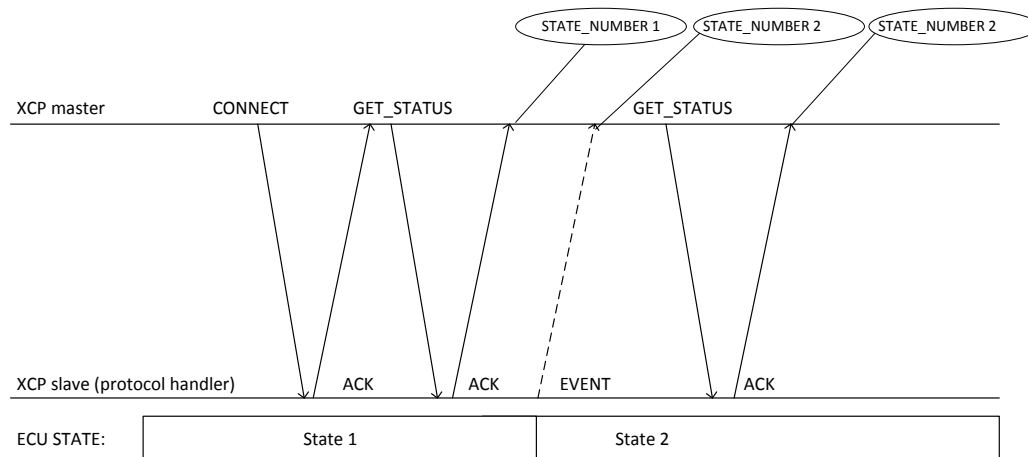 STATE_NUMBER 1 STATE_NUMBER 2 STATE_NUMBER 2
XCP master CONNECT GET_STATUS GET_STATUS
XCP slave (protocol handler) ACK ACK EVENT ACK
ECU STATE: State 1 State 2